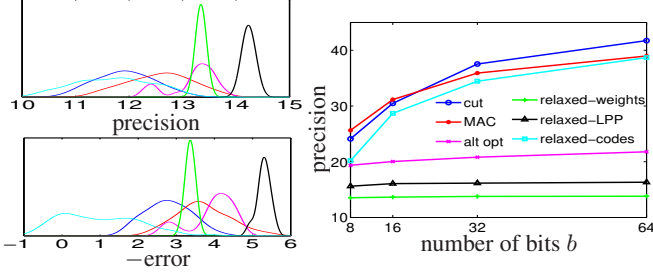 10 11 12 13 14 15
precision
−1 0 1 2 3 4 5 6
−error
precision
40
30
20
10
cut
MAC
alt opt
relaxed−weights
relaxed−LPP
relaxed−codes
8 16 32 64
number of bits b